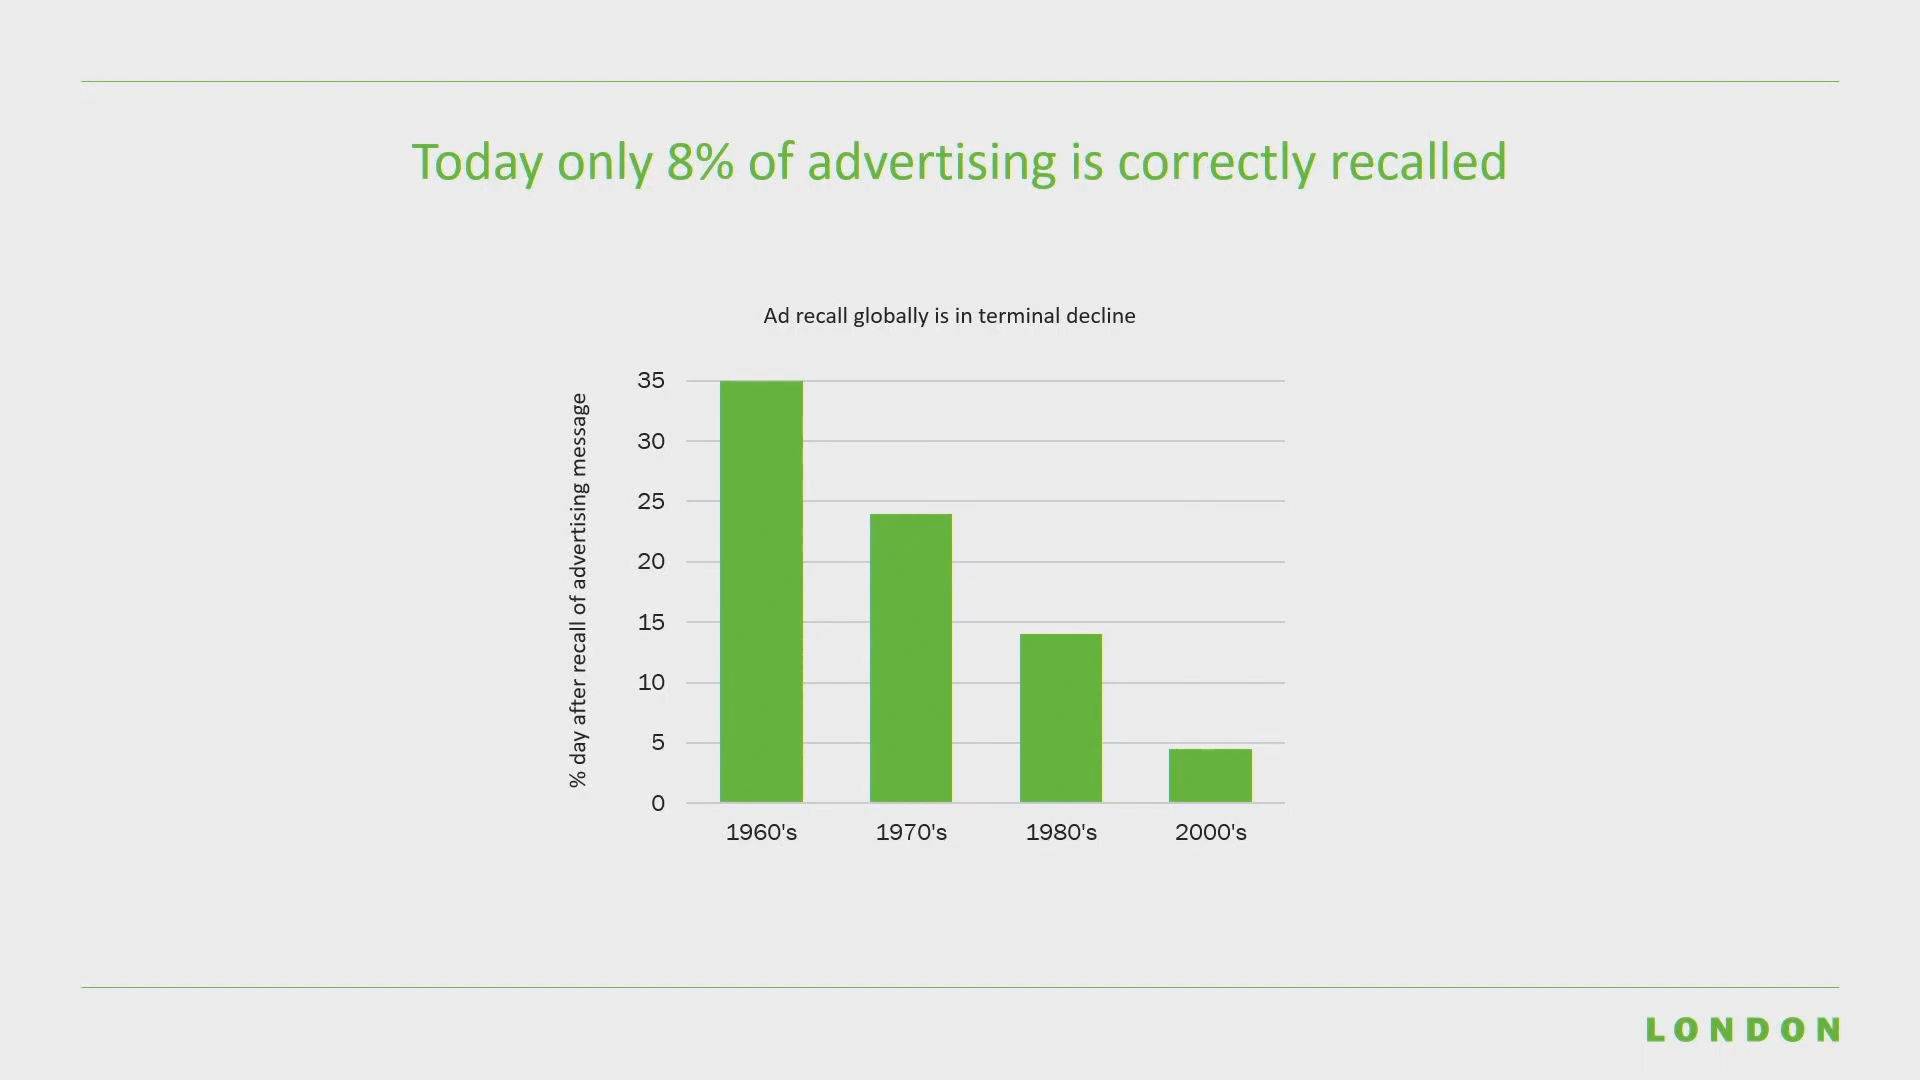 Today only 8% of advertising is correctly recalled
Ad recall globally is in terminal decline
% day after recall of advertising message
35
30
25
20
15
10
5
0
1960's
1970's
1980's
2000's
LONDON